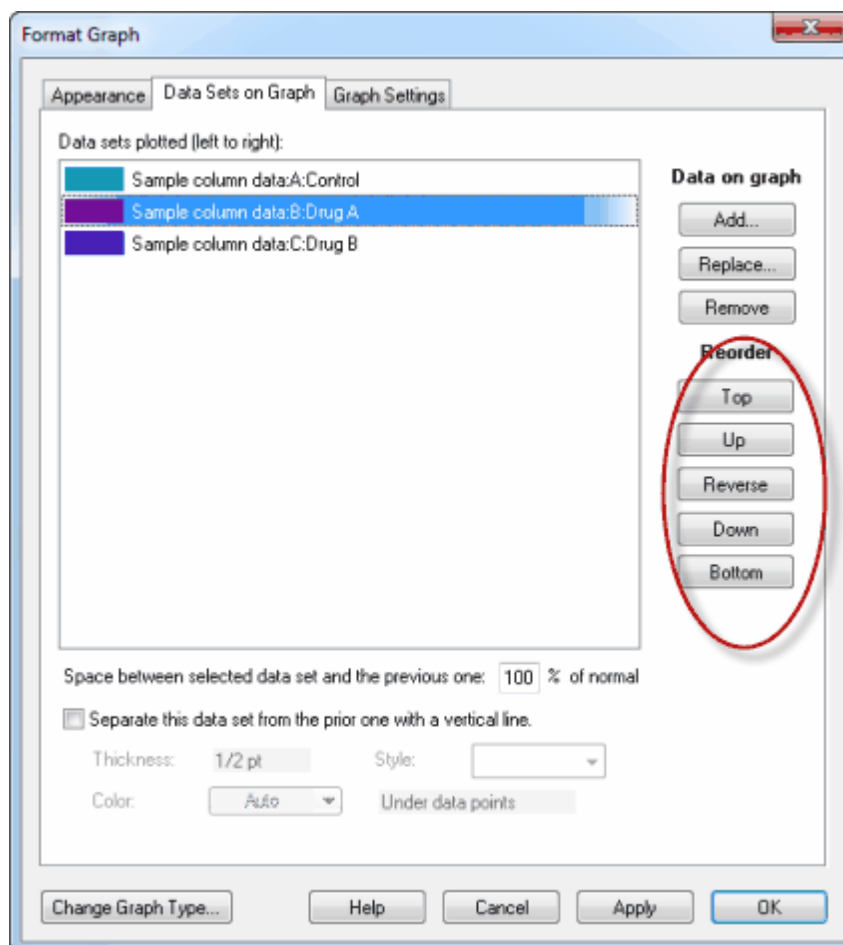 Format Graph
Appearance Data Sets on Graph Graph Settings
Data sets plotted (left to right):
Sample column data:A:Control
Sample column data:B:Drug A
Sample column data:C:Drug B
Data on graph
Add...
Replace...
Remove
Reorder
Top
Up
Reverse
Down
Bottom
Space between selected data set and the previous one: 100 % of normal
Separate this data set from the prior one with a vertical line.
Thickness: 1/2 pt Style:
Color: Auto Under data points
Change Graph Type... Help Cancel Apply OK